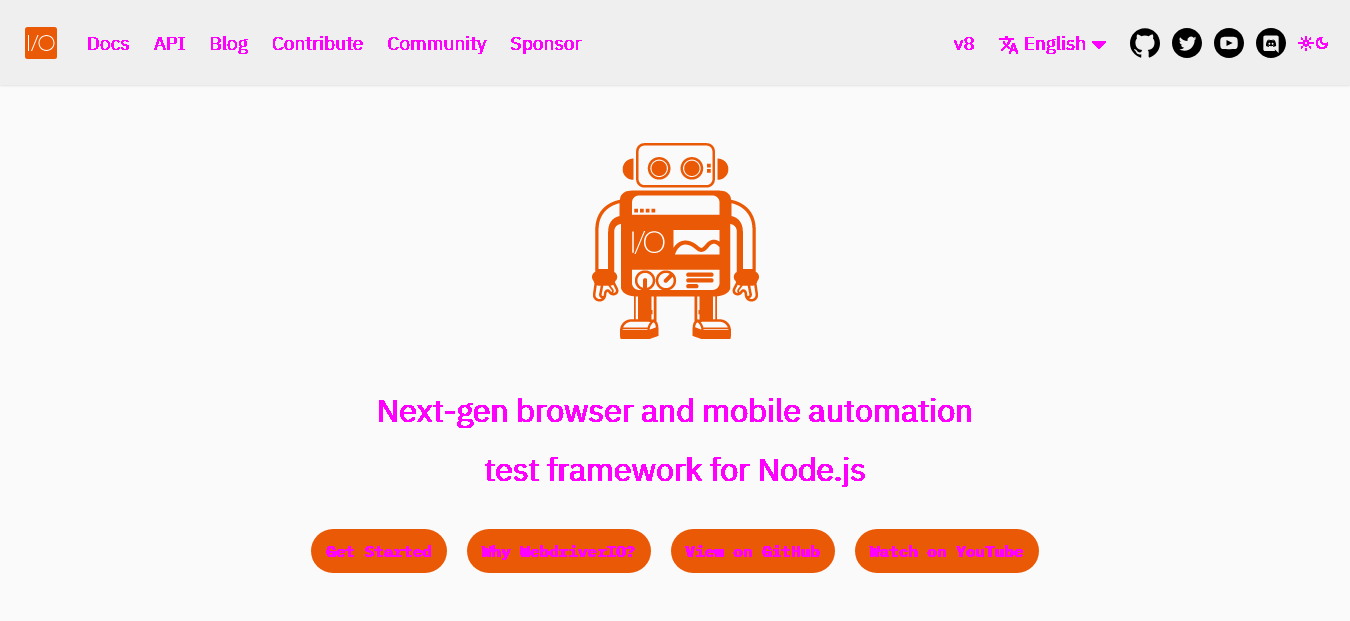 I/O Docs API Blog Contribute Community Sponsor v8 English
I/O
Next-gen browser and mobile automation
test framework for Node.js
Get Started Why WebdriverIO? View on GitHub Watch on YouTube